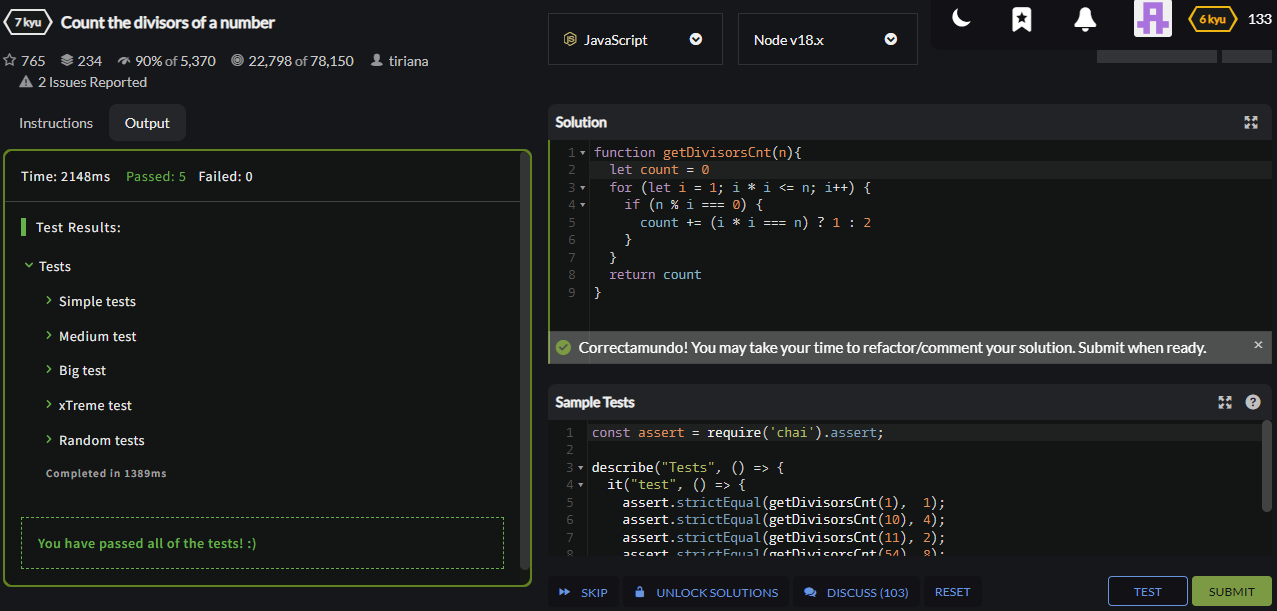 7 kyu Count the divisors of a number
765 234 90% of 5,370 22,798 of 78,150 tiriana
2 Issues Reported
JS JavaScript
Node v18.x
6 kyu 133
Instructions Output
Time: 2148ms Passed: 5 Failed: 0
Test Results:
Tests
Simple tests
Medium test
Big test
xTreme test
Random tests
Completed in 1389ms
You have passed all of the tests! :)
Solution
1 function getDivisorsCnt(n){
2 let count = 0
3 for (let i = 1; i * i <= n; i++) {
4 if (n % i === 0) {
5 count += (i * i === n) ? 1 : 2
6 }
7 }
8 return count
9 }
Correctamundo! You may take your time to refactor/comment your solution. Submit when ready. ×
Sample Tests ?
1 const assert = require('chai').assert;
2
3 describe("Tests", () => {
4 it("test", () => {
5 assert.strictEqual(getDivisorsCnt(1), 1);
6 assert.strictEqual(getDivisorsCnt(10), 4);
7 assert.strictEqual(getDivisorsCnt(11), 2);
8 assert.strictEqual(getDivisorsCnt(54), 8);
SKIP UNLOCK SOLUTIONS DISCUSS (103) RESET TEST SUBMIT